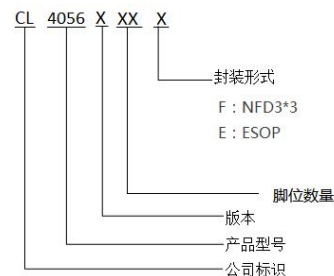 CL 4056 X XX X
封装形式
F：NFD3*3
E：ESOP
脚位数量
版本
产品型号
公司标识